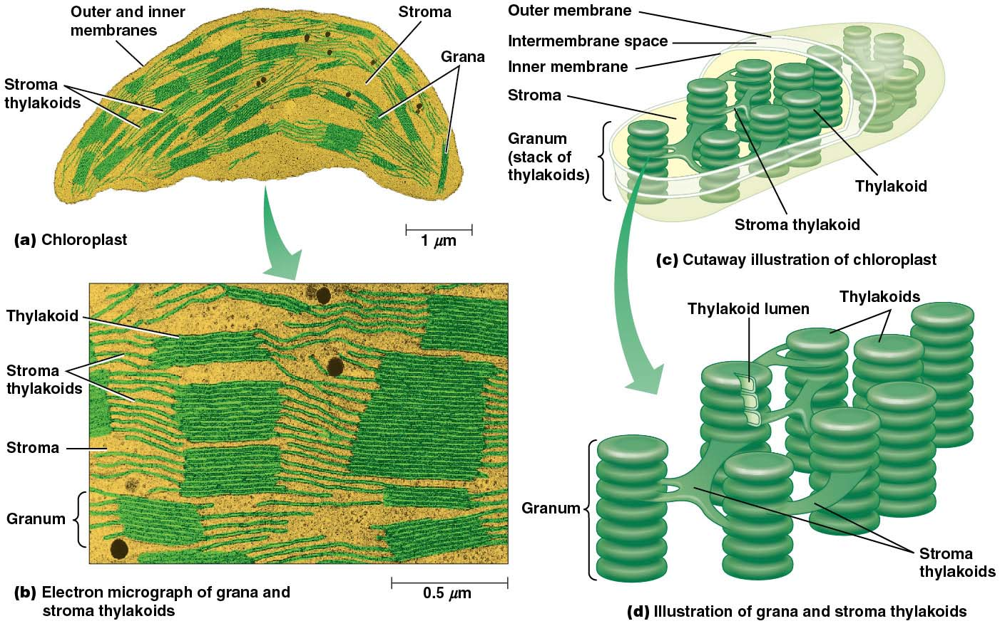 Outer and inner
membranes
Stroma
Grana
Stroma
thylakoids
1 μm
(a) Chloroplast
Outer membrane
Intermembrane space
Inner membrane
Stroma
Granum
(stack of
thylakoids)
Thylakoid
Stroma thylakoid
(c) Cutaway illustration of chloroplast
Thylakoid
Stroma
thylakoids
Stroma
Granum
0.5 μm
(b) Electron micrograph of grana and
stroma thylakoids
Thylakoids
Thylakoid lumen
Granum
Stroma
thylakoids
(d) Illustration of grana and stroma thylakoids